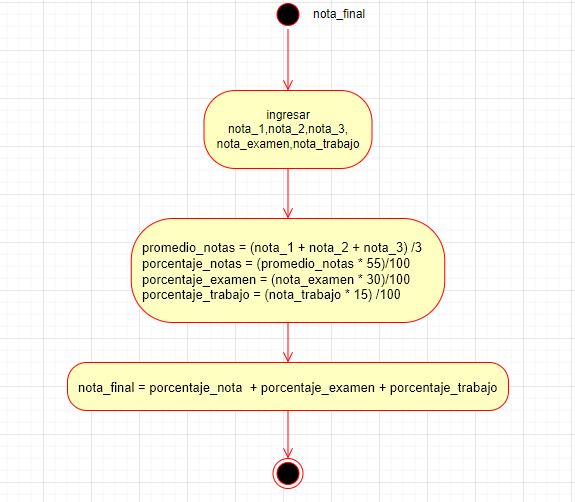 nota_final
ingresar
nota_1,nota_2,nota_3,
nota_examen,nota_trabajo
promedio_notas = (nota_1 + nota_2 + nota_3) /3
porcentaje_notas = (promedio_notas * 55)/100
porcentaje_examen = (nota_examen * 30)/100
porcentaje_trabajo = (nota_trabajo * 15) /100
nota_final = porcentaje_nota  + porcentaje_examen + porcentaje_trabajo